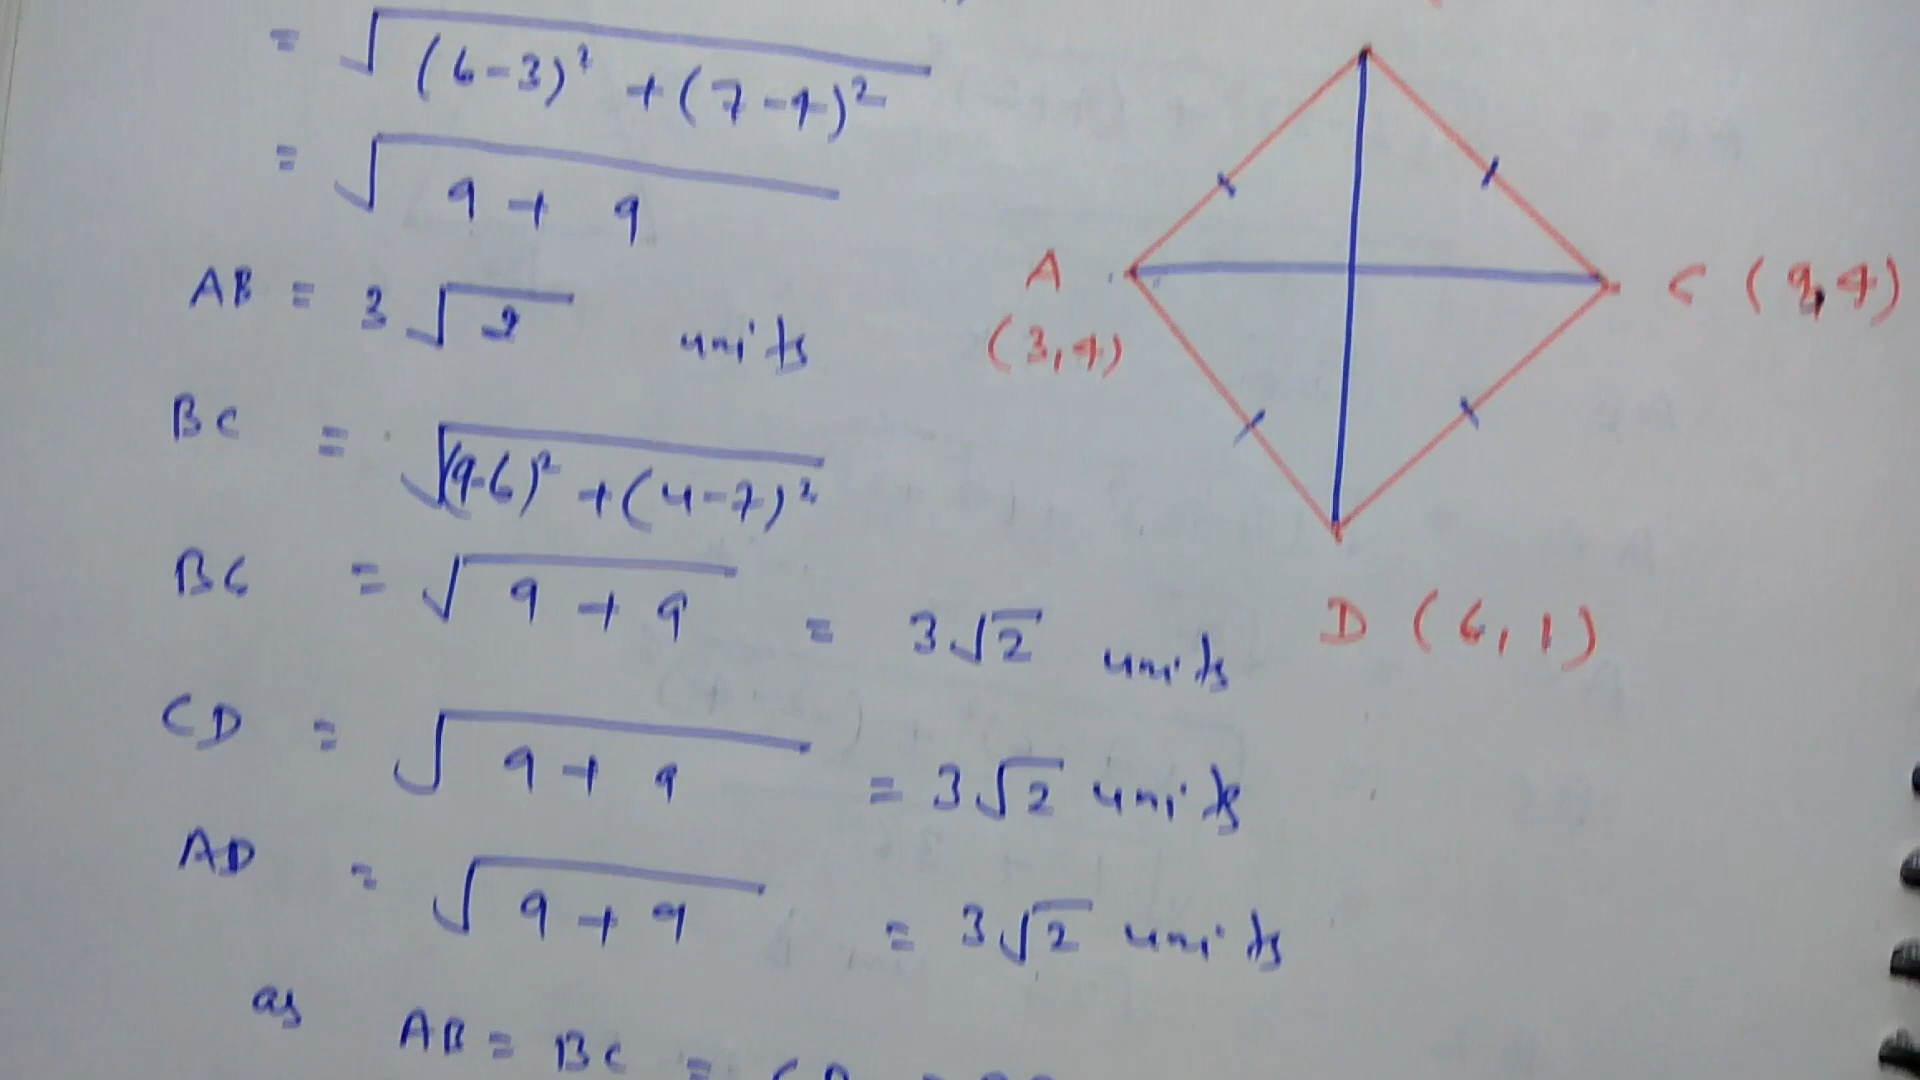 = √(6-3)² + (7-4)²
= √9 + 9
AB = 3√2 units
BC = √(9-6)² + (4-7)²
BC = √9 + 9 = 3√2 units
CD = √9 + 9 = 3√2 units
AD = √9 + 9 = 3√2 units
as AB = BC =
A
(3,4)
C (9,4)
D (6,1)